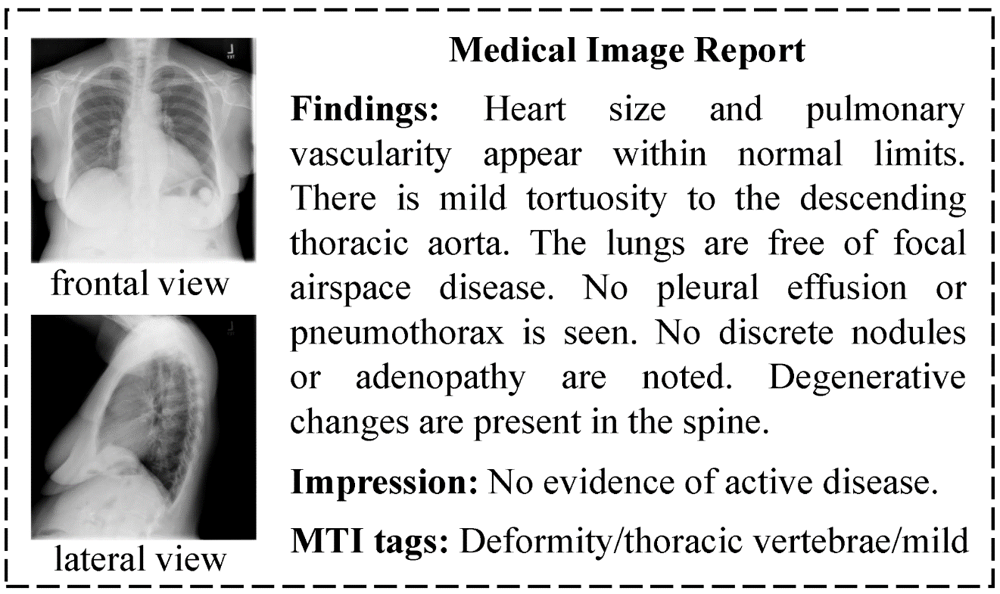 Medical Image Report
Findings: Heart size and pulmonary
vascularity appear within normal limits.
There is mild tortuosity to the descending
thoracic aorta. The lungs are free of focal
airspace disease. No pleural effusion or
pneumothorax is seen. No discrete nodules
or adenopathy are noted. Degenerative
changes are present in the spine.
Impression: No evidence of active disease.
MTI tags: Deformity/thoracic vertebrae/mild
L
frontal view
L
lateral view